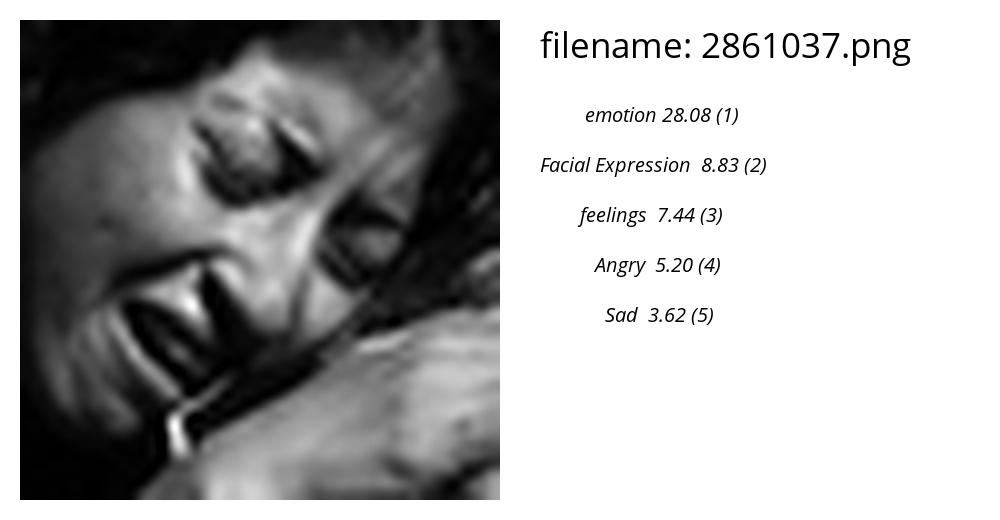 filename: 2861037.png
emotion 28.08 (1)
Facial Expression 8.83 (2)
feelings 7.44 (3)
Angry 5.20 (4)
Sad 3.62 (5)